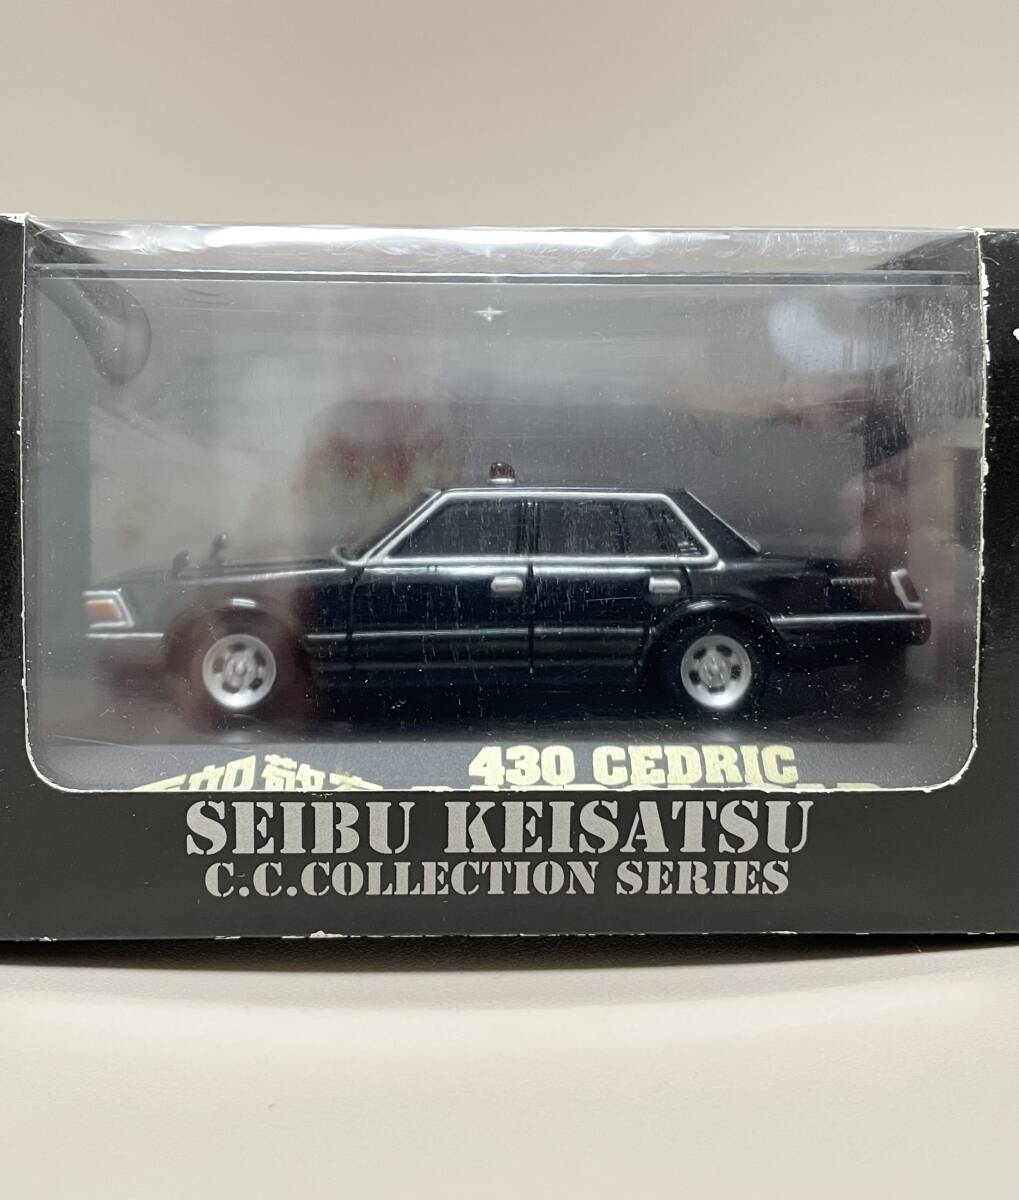 430 CEDRIC
SEIBU KEISATSU
C.C.COLLECTION SERIES